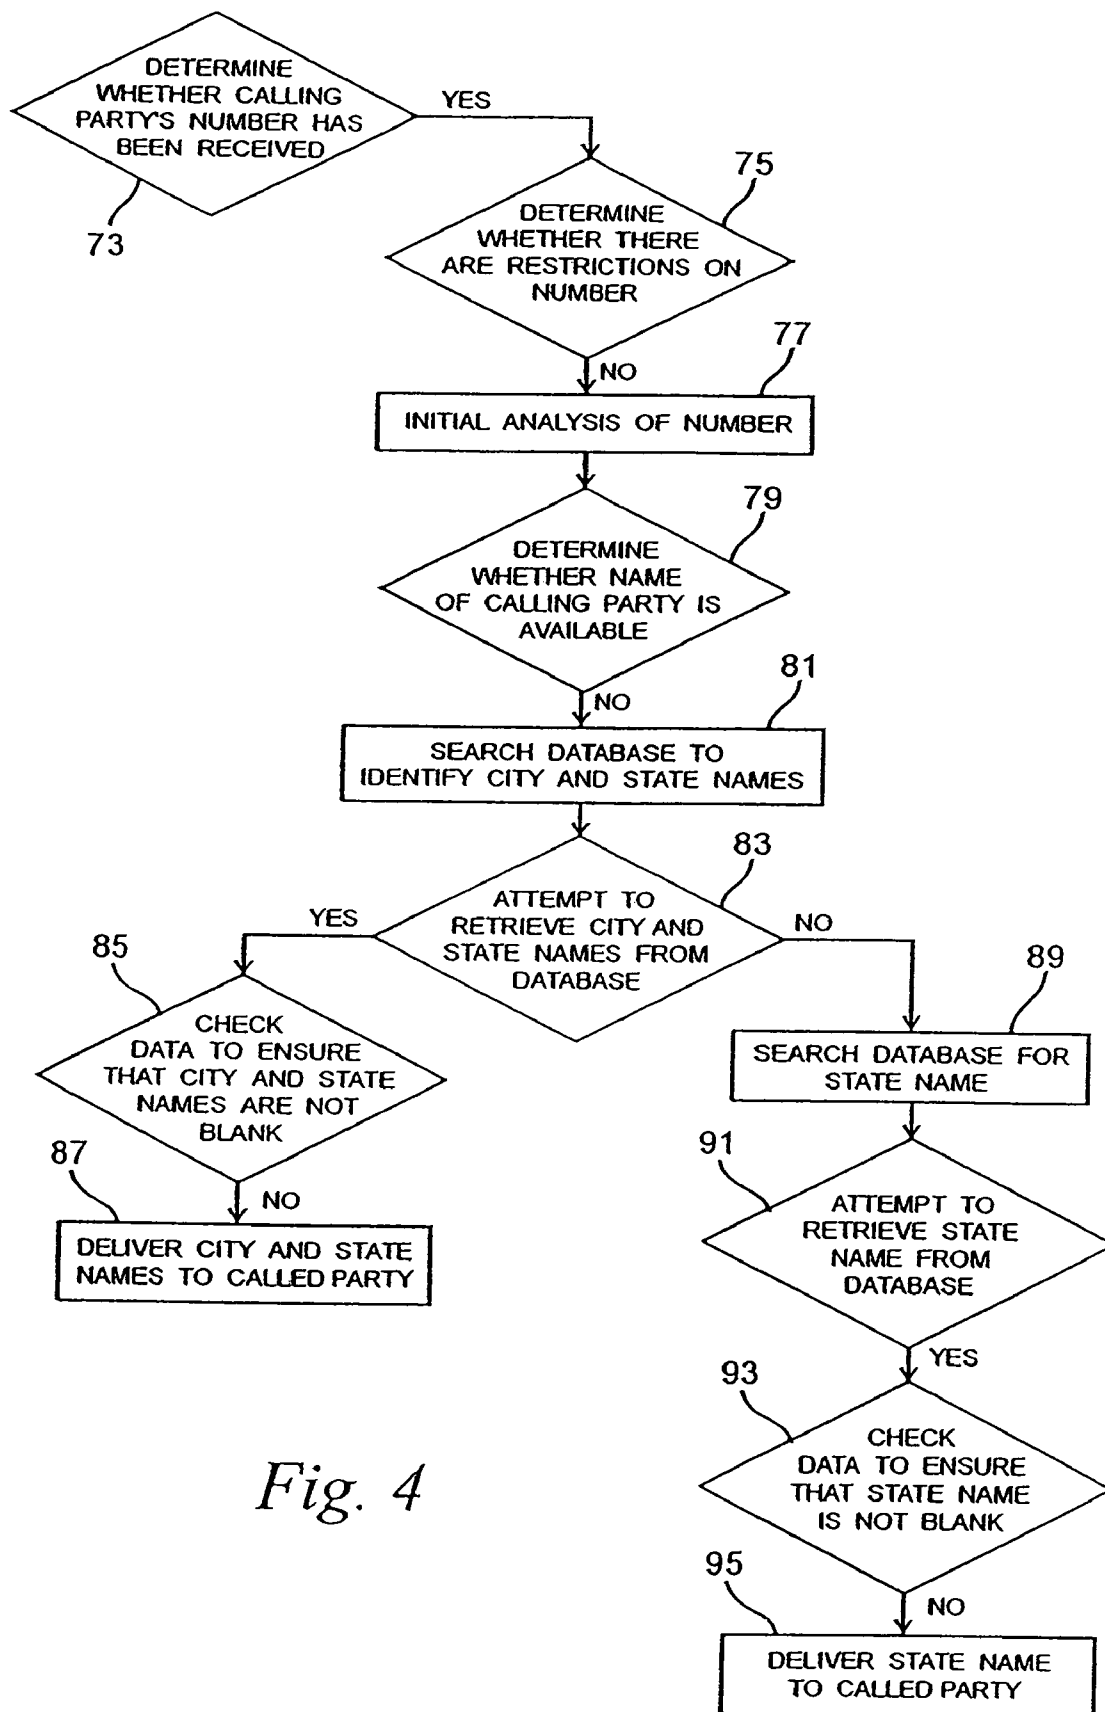 DETERMINE
WHETHER CALLING
PARTY'S NUMBER HAS
BEEN RECEIVED
YES
73
75
DETERMINE
WHETHER THERE
ARE RESTRICTIONS ON
NUMBER
NO
77
INITIAL ANALYSIS OF NUMBER
79
DETERMINE
WHETHER NAME
OF CALLING PARTY IS
AVAILABLE
NO
81
SEARCH DATABASE TO
IDENTIFY CITY AND STATE NAMES
83
ATTEMPT TO
RETRIEVE CITY AND
STATE NAMES FROM
DATABASE
YES
NO
85
CHECK
DATA TO ENSURE
THAT CITY AND STATE
NAMES ARE NOT
BLANK
NO
87
DELIVER CITY AND STATE
NAMES TO CALLED PARTY
89
SEARCH DATABASE FOR
STATE NAME
91
ATTEMPT TO
RETRIEVE STATE
NAME FROM
DATABASE
YES
93
CHECK
DATA TO ENSURE
THAT STATE NAME
IS NOT BLANK
NO
95
DELIVER STATE NAME
TO CALLED PARTY
Fig. 4